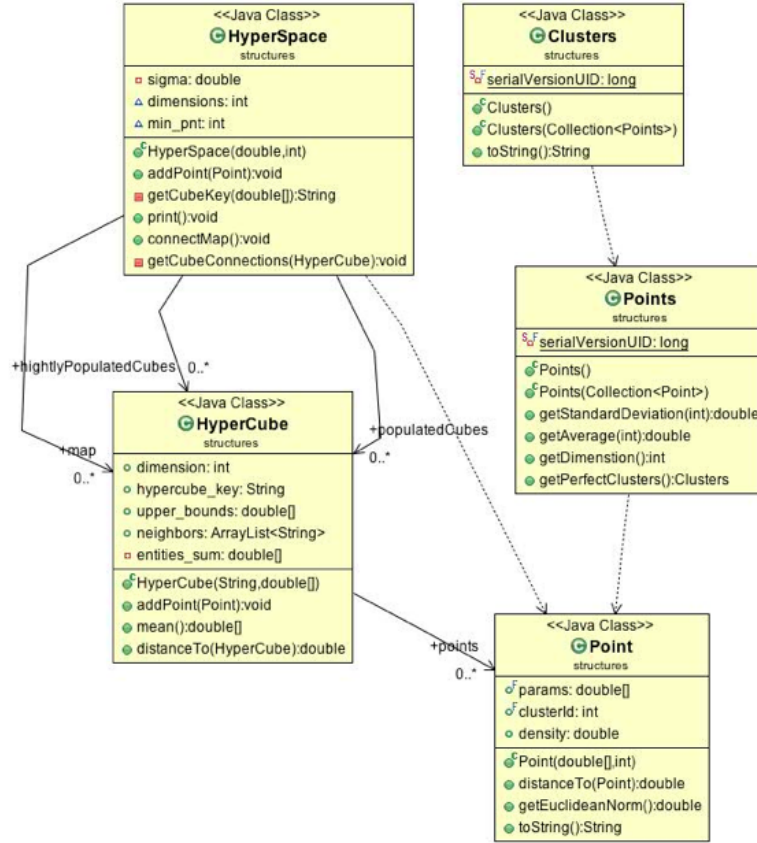 <<Java Class>>
HyperSpace
structures
sigma: double
dimensions: int
min_pnt: int
HyperSpace(double,int)
addPoint(Point):void
getCubeKey(double[]):String
print():void
connectMap():void
getCubeConnections(HyperCube):void
<<Java Class>>
Clusters
structures
serialVersionUID: long
Clusters()
Clusters(Collection<Points>)
toString():String
<<Java Class>>
Points
structures
serialVersionUID: long
Points()
Points(Collection<Point>)
getStandardDeviation(int):double
getAverage(int):double
getDimenstion():int
getPerfectClusters():Clusters
+hightlyPopulatedCubes
0..*
+map
0..*
+populatedCubes
0..*
<<Java Class>>
HyperCube
structures
dimension: int
hypercube_key: String
upper_bounds: double[]
neighbors: ArrayList<String>
entities_sum: double[]
HyperCube(String,double[])
addPoint(Point):void
mean():double[]
distanceTo(HyperCube):double
+points
0..*
<<Java Class>>
Point
structures
params: double[]
clusterId: int
density: double
Point(double[],int)
distanceTo(Point):double
getEuclideanNorm():double
toString():String